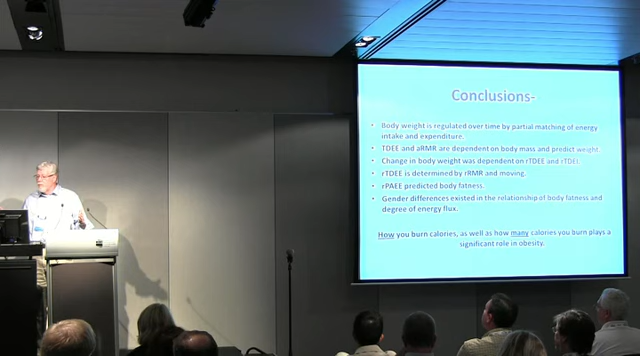 Conclusions-
• Body weight is regulated over time by partial matching of energy
intake and expenditure.
• TDEE and aRMR are dependent on body mass and predict weight.
• Change in body weight was dependent on rTDEE and rTDEI.
• rTDEE is determined by rRMR and moving.
• rPAEE predicted body fatness.
• Gender differences existed in the relationship of body fatness and
degree of energy flux.
How you burn calories, as well as how many calories you burn plays a
significant role in obesity.